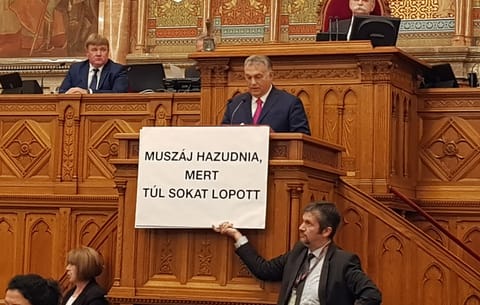 MUSZÁJ HAZUDNIA,
MERT
TÚL SOKAT LOPOTT